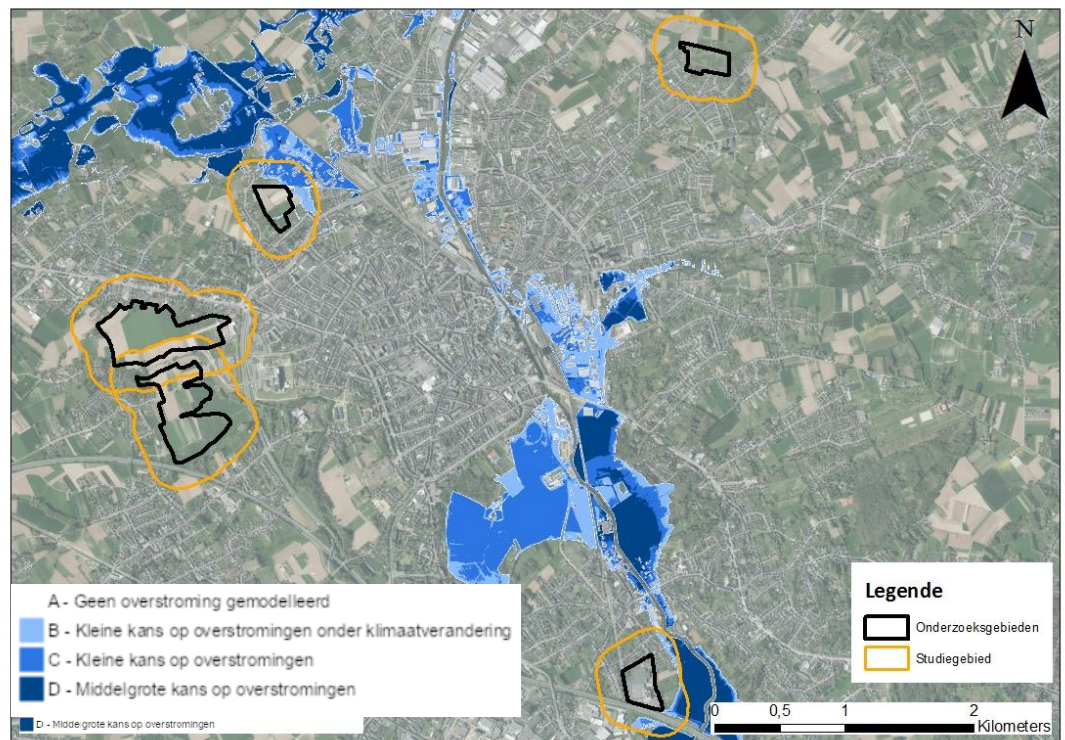 N
A - Geen overstroming gemodelleerd
B - Kleine kans op overstromingen onder klimaatverandering
C - Kleine kans op overstromingen
D - Middelgrote kans op overstromingen
D - Middelgrote kans op overstromingen
Legende
Onderzoeksgebieden
Studiegebied
0 0,5 1 2
Kilometers